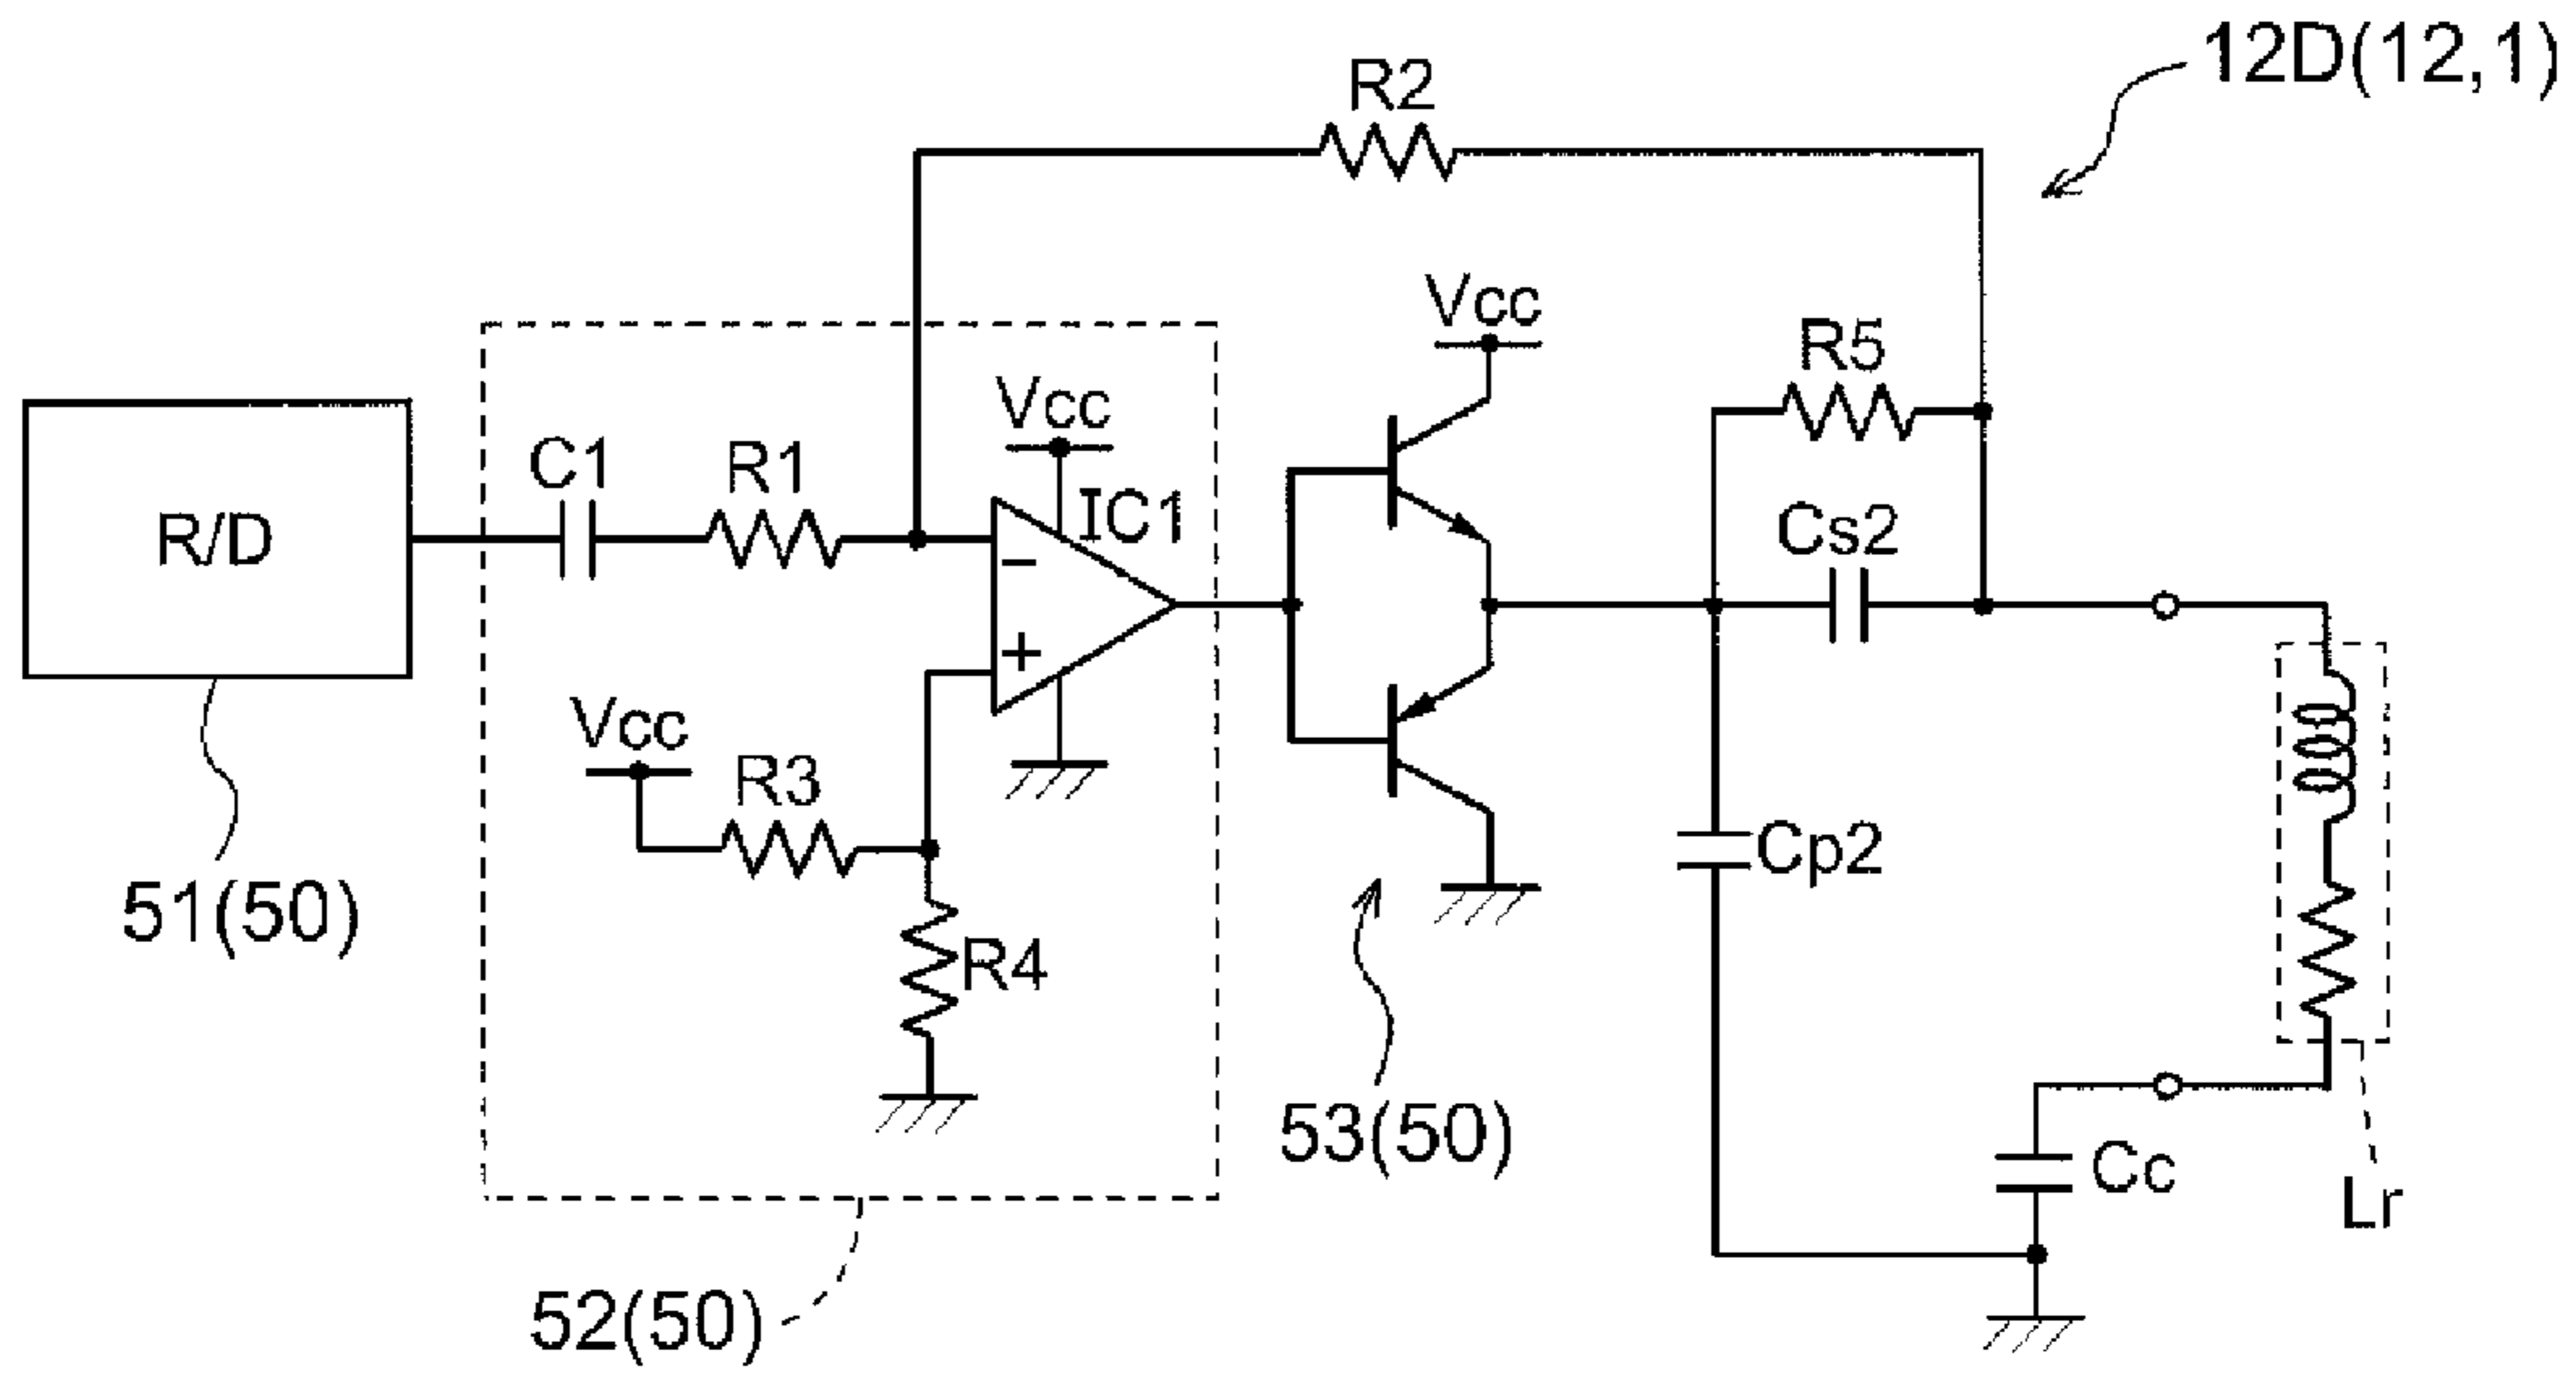 12D(12,1)
R2
Vcc
R5
Vcc
C1
R1
IC1
Cs2
R/D
−
+
Vcc
R3
Cp2
51(50)
R4
53(50)
Cc
Lr
52(50)